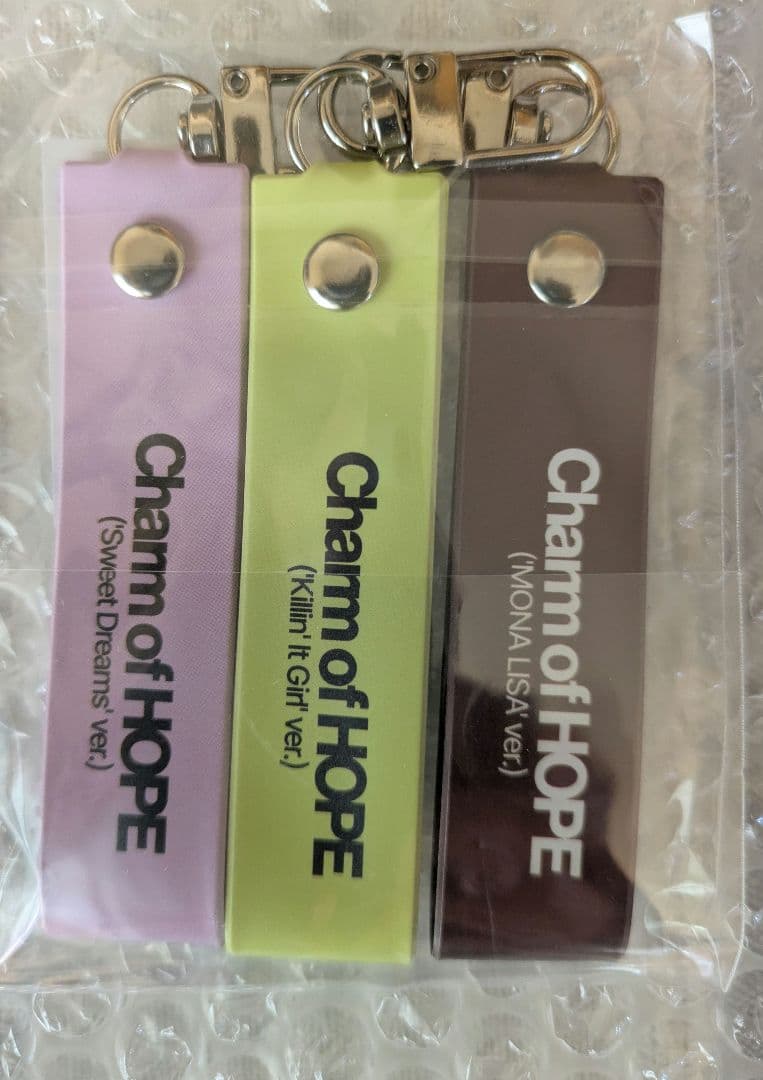 Charm of HOPE
('Sweet Dreams' ver.)
Charm of HOPE
('Killin' It Girl' ver.)
Charm of HOPE
('MONA LISA' ver.)